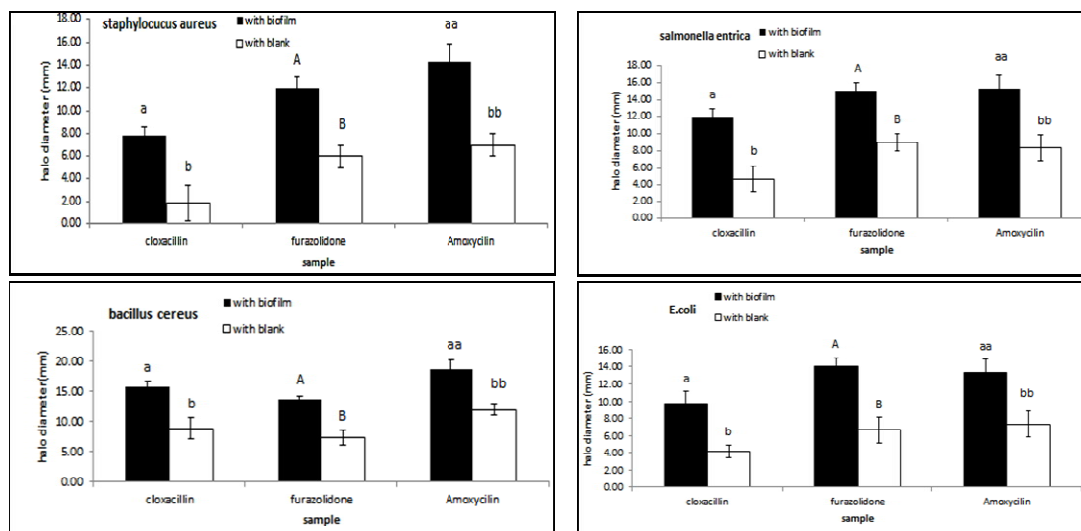 staphylocucus aureus
with biofilm
with blank
halo diameter (mm)
18.00
16.00
14.00
12.00
10.00
8.00
6.00
4.00
2.00
0.00
a
b
A
B
aa
bb
cloxacillin
furazolidone
Amoxycilin
sample
salmonella entrica
with biofilm
with blank
halo diameter (mm)
18.00
16.00
14.00
12.00
10.00
8.00
6.00
4.00
2.00
0.00
a
b
A
B
aa
bb
cloxacillin
furazolidone
Amoxycilin
sample
bacillus cereus
with biofilm
with blank
halo diameter(mm)
25.00
20.00
15.00
10.00
5.00
0.00
a
b
A
B
aa
bb
cloxacillin
furazolidone
Amoxycilin
sample
E.coli
with biofilm
with blank
halo diameter (mm)
16.00
14.00
12.00
10.00
8.00
6.00
4.00
2.00
0.00
a
b
A
B
aa
bb
cloxacillin
furazolidone
Amoxycilin
sample